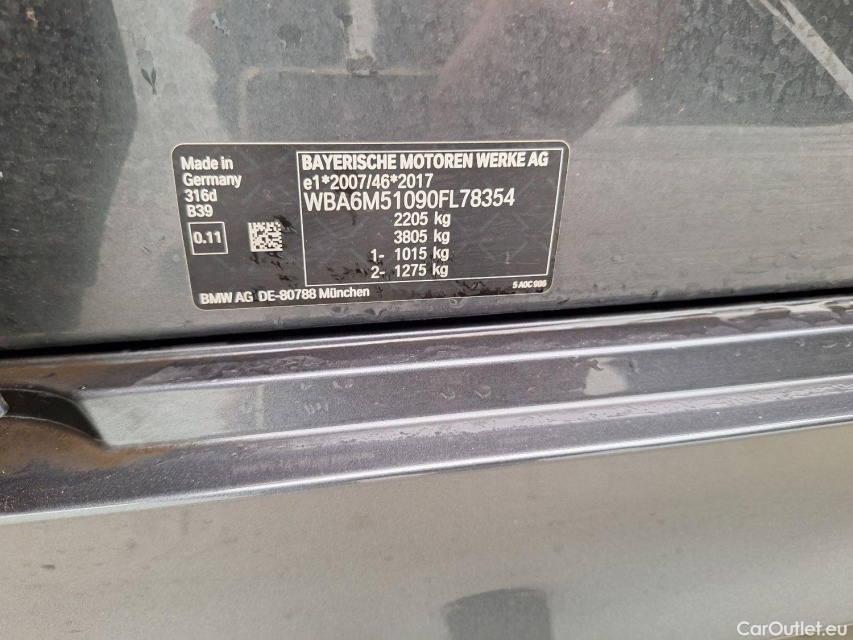 Made in
Germany
316d
B39
0.11
BAYERISCHE MOTOREN WERKE AG
e1*2007/46*2017
WBA6M51090FL78354
2205 kg
3805 kg
1- 1015 kg
2- 1275 kg
BMW AG DE-80788 München
5 A0C 986
CarOutlet.eu